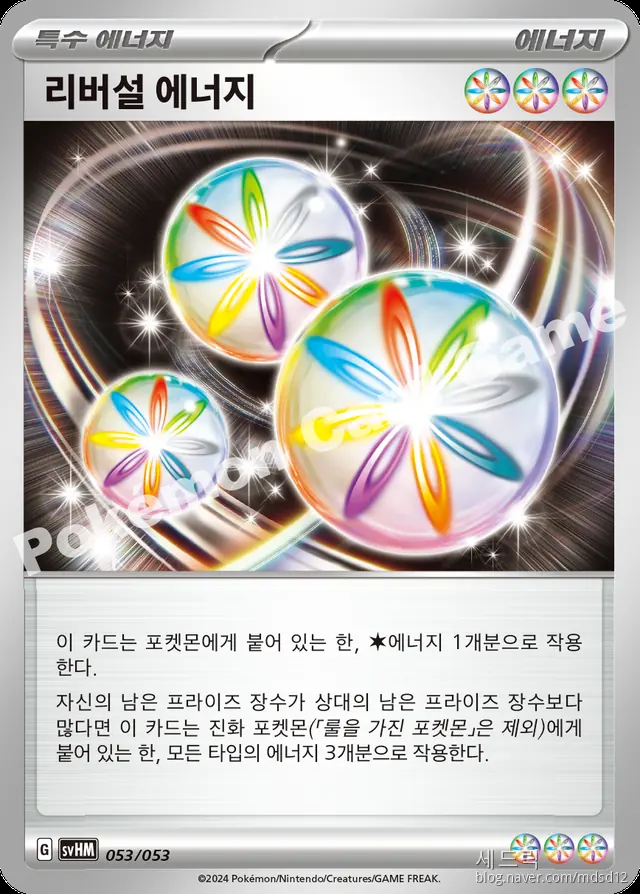 특수 에너지
에너지
리버설 에너지
Pokémon Card Game
이 카드는 포켓몬에게 붙어 있는 한, ✶에너지 1개분으로 작용
한다.
자신의 남은 프라이즈 장수가 상대의 남은 프라이즈 장수보다
많다면 이 카드는 진화 포켓몬(「룰을 가진 포켓몬」은 제외)에게
붙어 있는 한, 모든 타입의 에너지 3개분으로 작용한다.
G svHM 053/053
세드릭
blog.naver.com/mdsd12
©2024 Pokémon/Nintendo/Creatures/GAME FREAK.